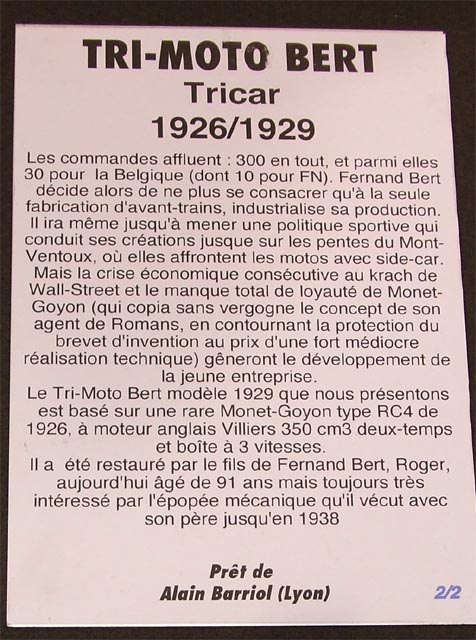 TRI-MOTO BERT
Tricar
1926/1929
Les commandes affluent : 300 en tout, et parmi elles
30 pour la Belgique (dont 10 pour FN). Fernand Bert
décide alors de ne plus se consacrer qu'à la seule
fabrication d'avant-trains, industrialise sa production.
Il ira même jusqu'à mener une politique sportive qui
conduit ses créations jusque sur les pentes du Mont-
Ventoux, où elles affrontent les motos avec side-car.
Mais la crise économique consécutive au krach de
Wall-Street et le manque total de loyauté de Monet-
Goyon (qui copia sans vergogne le concept de son
agent de Romans, en contournant la protection du
brevet d'invention au prix d'une fort médiocre
réalisation technique) gêneront le développement de
la jeune entreprise.
Le Tri-Moto Bert modèle 1929 que nous présentons
est basé sur une rare Monet-Goyon type RC4 de
1926, à moteur anglais Villiers 350 cm3 deux-temps
et boîte à 3 vitesses.
Il a été restauré par le fils de Fernand Bert, Roger,
aujourd'hui âgé de 91 ans mais toujours très
intéressé par l'épopée mécanique qu'il vécut avec
son père jusqu'en 1938
Prêt de
Alain Barriol (Lyon)
2/2